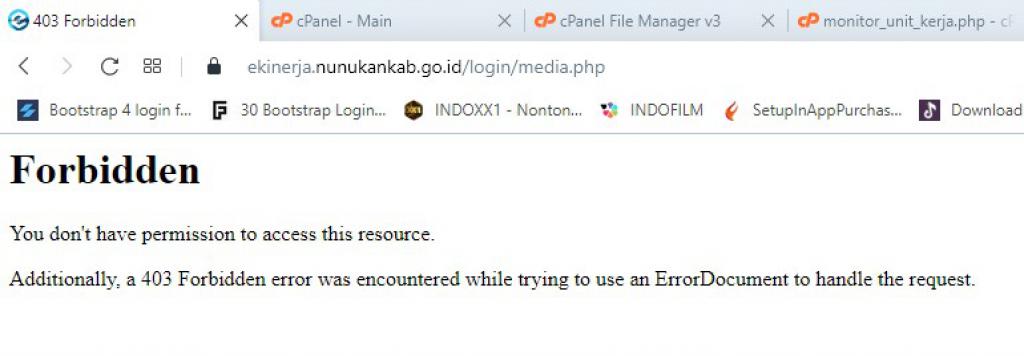 403 Forbidden cPanel - Main cPanel File Manager v3 monitor_unit_kerja.php - cP
ekinerja.nunukankab.go.id/login/media.php
Bootstrap 4 login f... 30 Bootstrap Login... INDOXX1 - Nonton... INDOFILM SetupInAppPurchas... Download
Forbidden
You don't have permission to access this resource.
Additionally, a 403 Forbidden error was encountered while trying to use an ErrorDocument to handle the request.